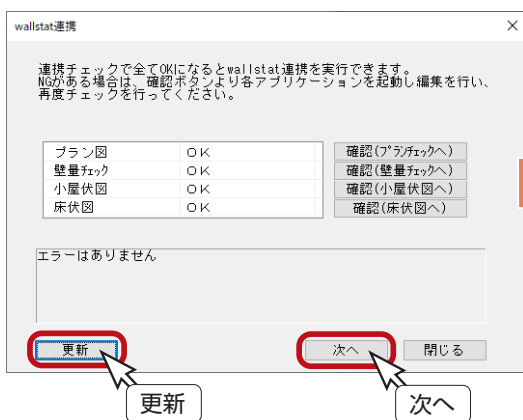 wallstat連携
連携チェックで全てOKになるとwallstat連携を実行できます。
NGがある場合は、確認ボタンより各アプリケーションを起動し編集を行い、
再度チェックを行ってください。
プラン図 OK 確認(プランチェックへ)
壁量チェック OK 確認(壁量チェックへ)
小屋伏図 OK 確認(小屋伏図へ)
床伏図 OK 確認(床伏図へ)
エラーはありません
更新 次へ 閉じる
更新 次へ